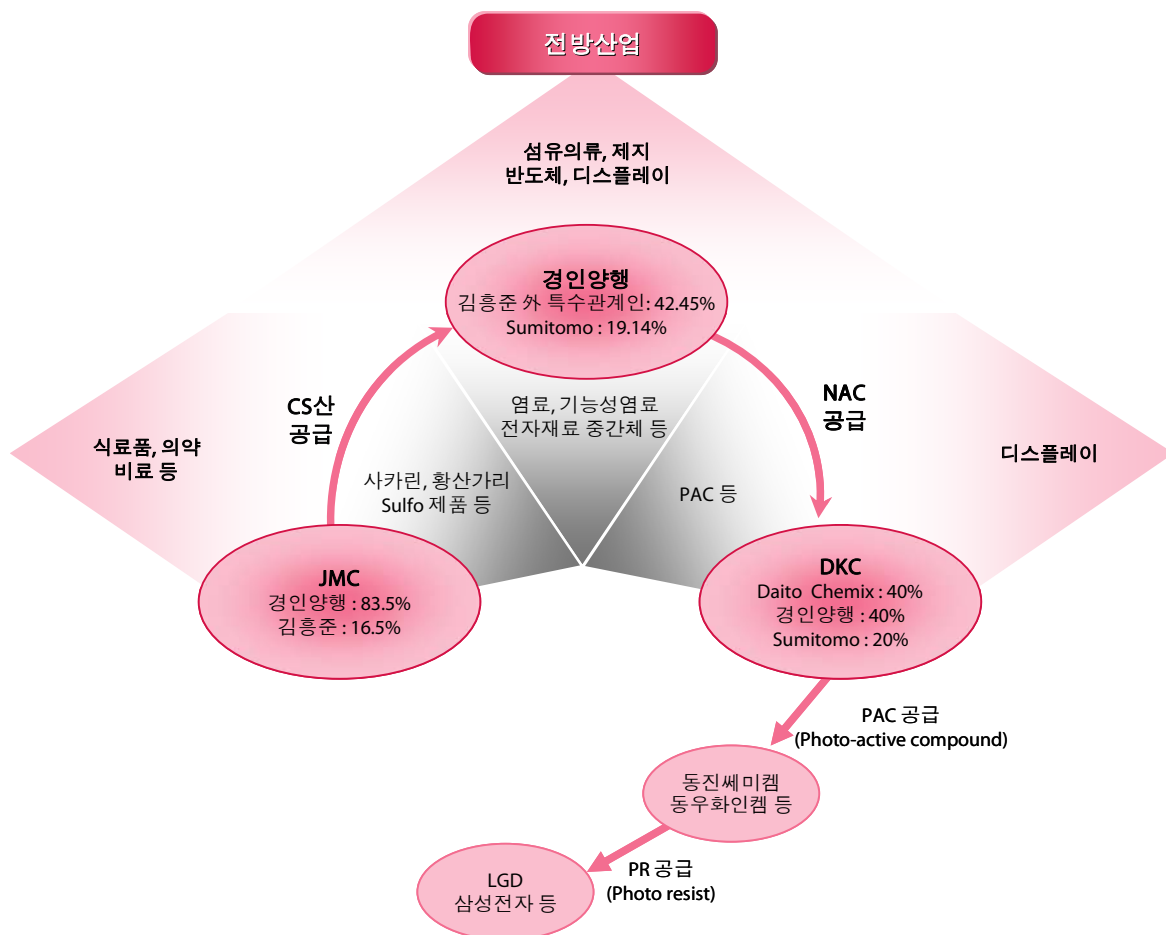 전방산업
섬유의류, 제지
반도체, 디스플레이
경인양행
김흥준 外 특수관계인: 42.45%
Sumitomo : 19.14%
CS산
공급
NAC
공급
염료, 기능성염료
전자재료 중간체 등
식료품, 의약
비료 등
디스플레이
사카린, 황산가리
Sulfo 제품 등
PAC 등
JMC
경인양행 : 83.5%
김흥준 : 16.5%
DKC
Daito Chemix : 40%
경인양행 : 40%
Sumitomo : 20%
PAC 공급
(Photo-active compound)
동진쎄미켐
동우화인켐 등
PR 공급
(Photo resist)
LGD
삼성전자 등